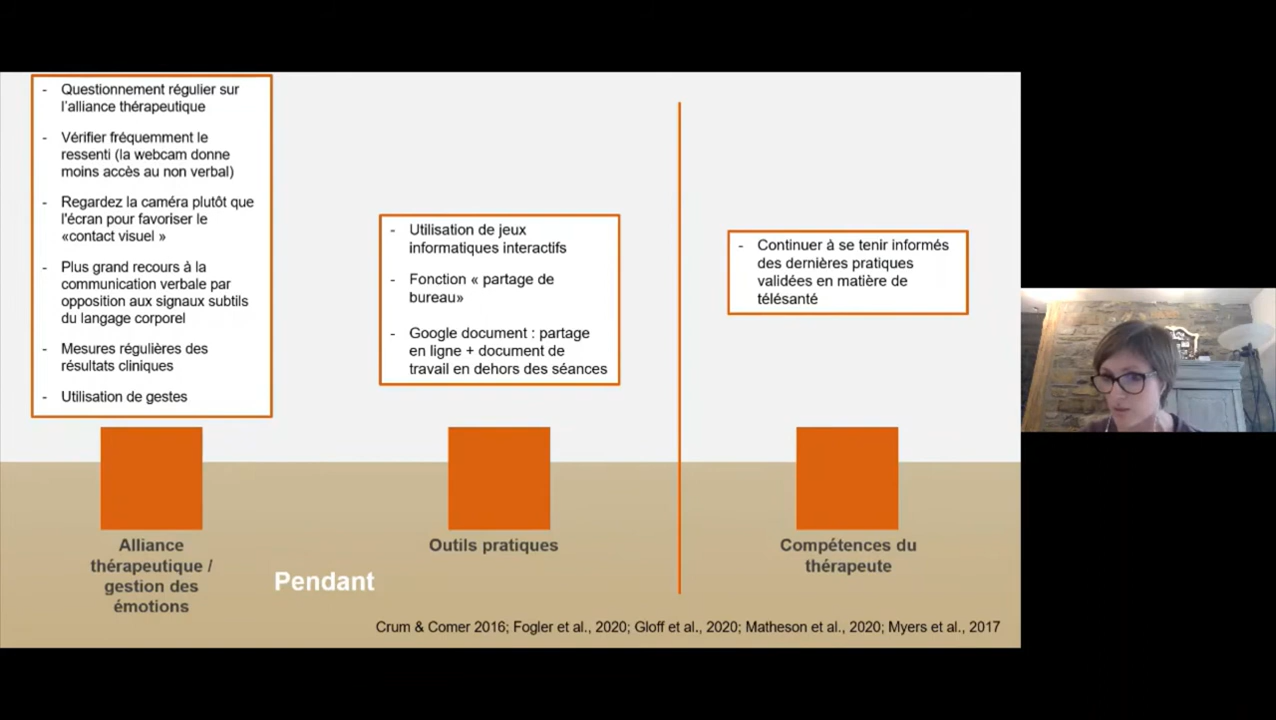 - Questionnement régulier sur
l'alliance thérapeutique
- Vérifier fréquemment le
ressenti (la webcam donne
moins accès au non verbal)
- Regardez la caméra plutôt que
l'écran pour favoriser le
«contact visuel »
- Plus grand recours à la
communication verbale par
opposition aux signaux subtils
du langage corporel
- Mesures régulières des
résultats cliniques
- Utilisation de gestes
- Utilisation de jeux
informatiques interactifs
- Fonction « partage de
bureau»
- Google document : partage
en ligne + document de
travail en dehors des séances
- Continuer à se tenir informés
des dernières pratiques
validées en matière de
télésanté
Alliance
thérapeutique /
gestion des
émotions
Outils pratiques
Compétences du
thérapeute
Pendant
Crum & Comer 2016; Fogler et al., 2020; Gloff et al., 2020; Matheson et al., 2020; Myers et al., 2017